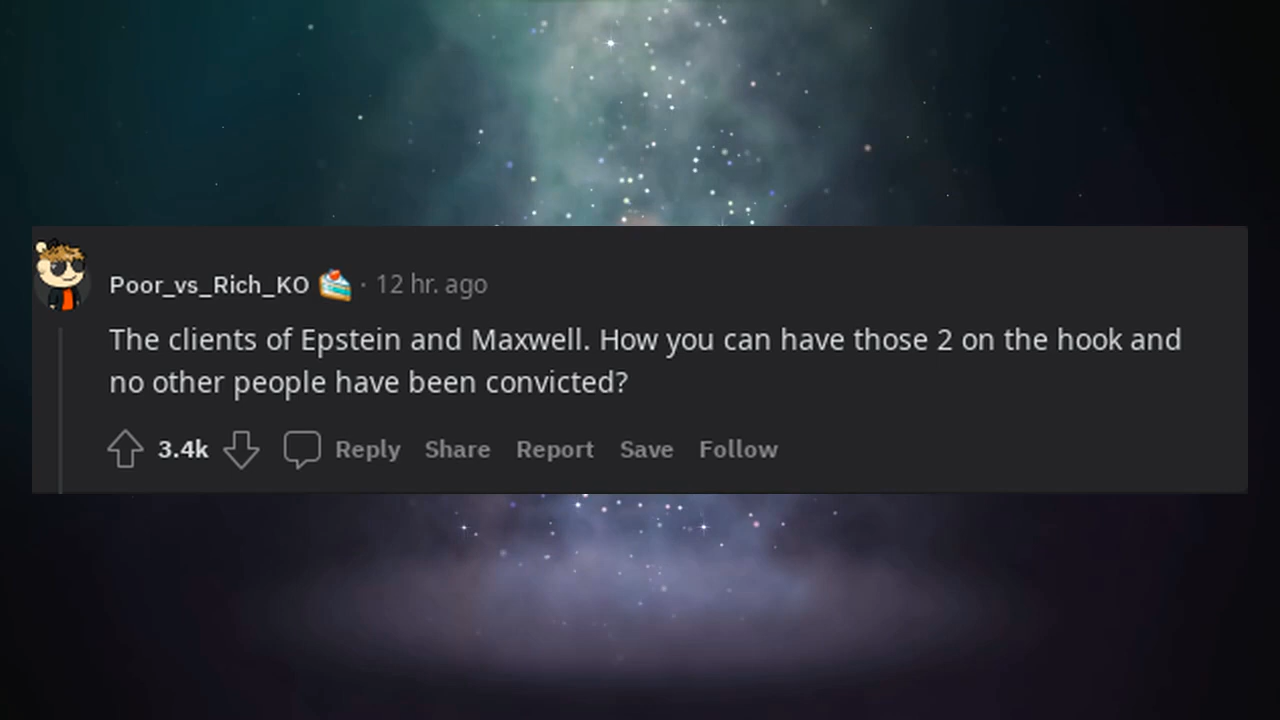 Poor_vs_Rich_KO 🍰 · 12 hr. ago
The clients of Epstein and Maxwell. How you can have those 2 on the hook and
no other people have been convicted?
3.4k Reply Share Report Save Follow